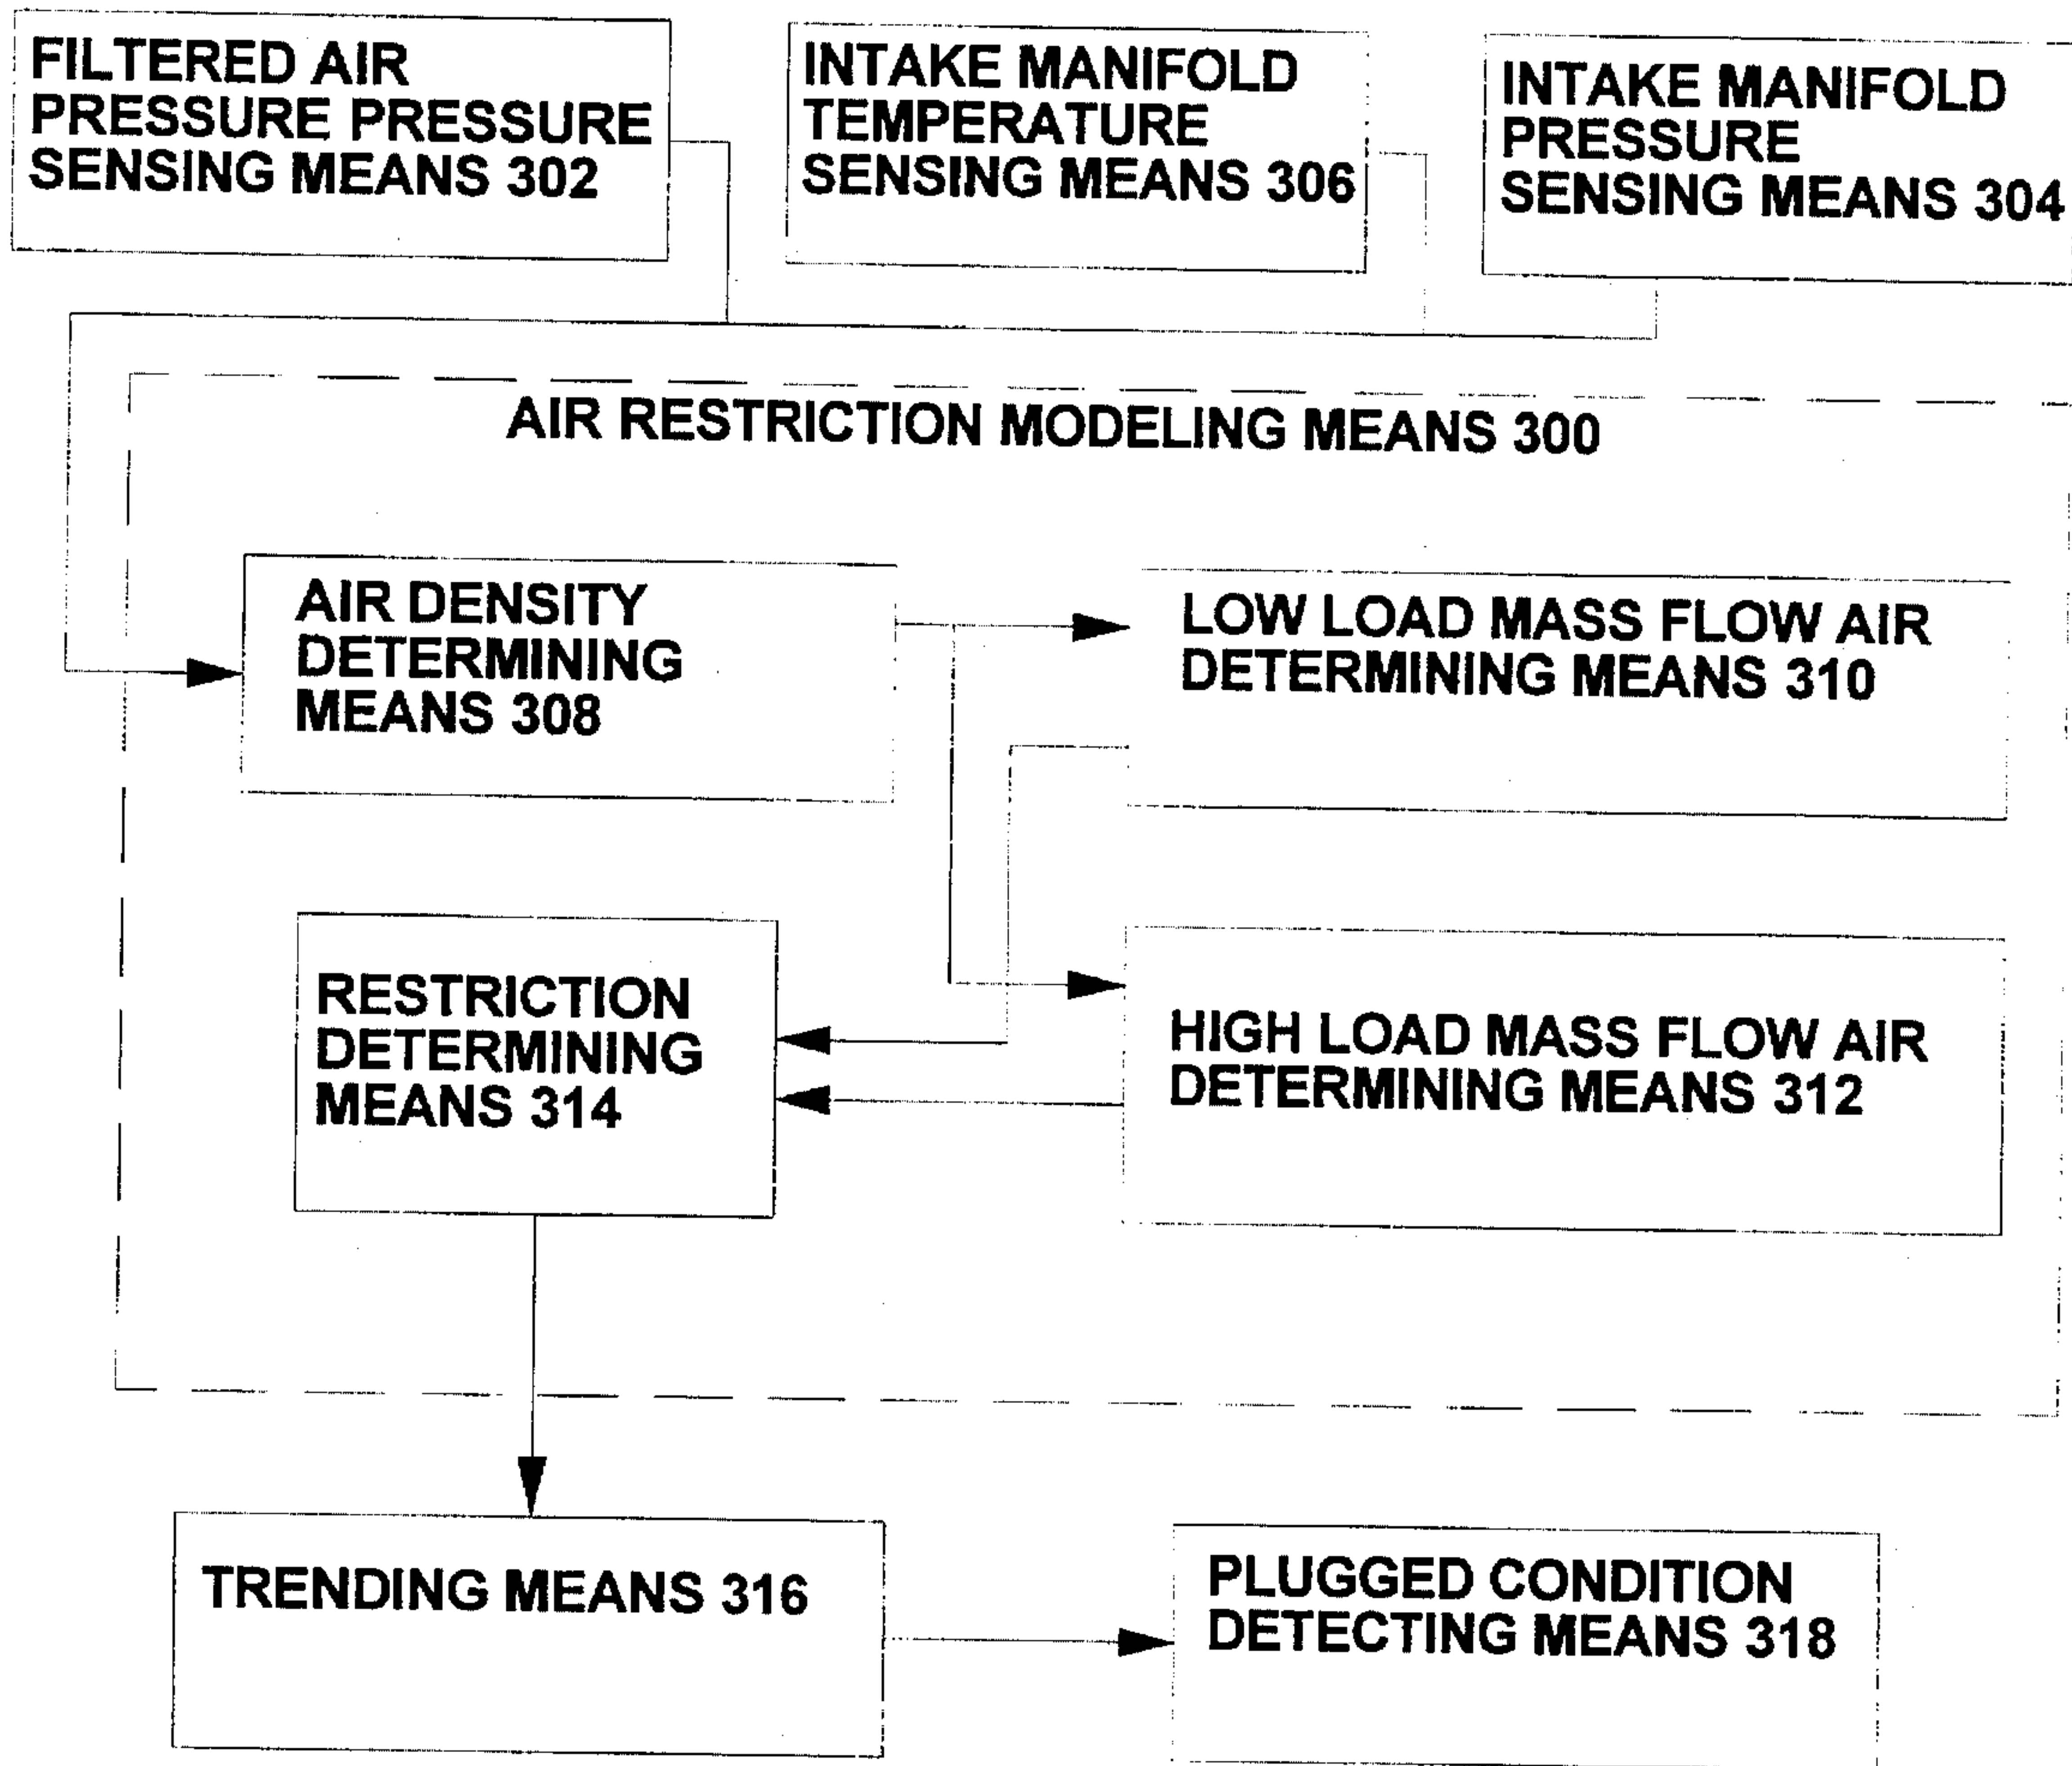 FILTERED AIR
PRESSURE PRESSURE
SENSING MEANS 302
INTAKE MANIFOLD
TEMPERATURE
SENSING MEANS 306
INTAKE MANIFOLD
PRESSURE
SENSING MEANS 304
AIR RESTRICTION MODELING MEANS 300
AIR DENSITY
DETERMINING
MEANS 308
LOW LOAD MASS FLOW AIR
DETERMINING MEANS 310
RESTRICTION
DETERMINING
MEANS 314
HIGH LOAD MASS FLOW AIR
DETERMINING MEANS 312
TRENDING MEANS 316
PLUGGED CONDITION
DETECTING MEANS 318